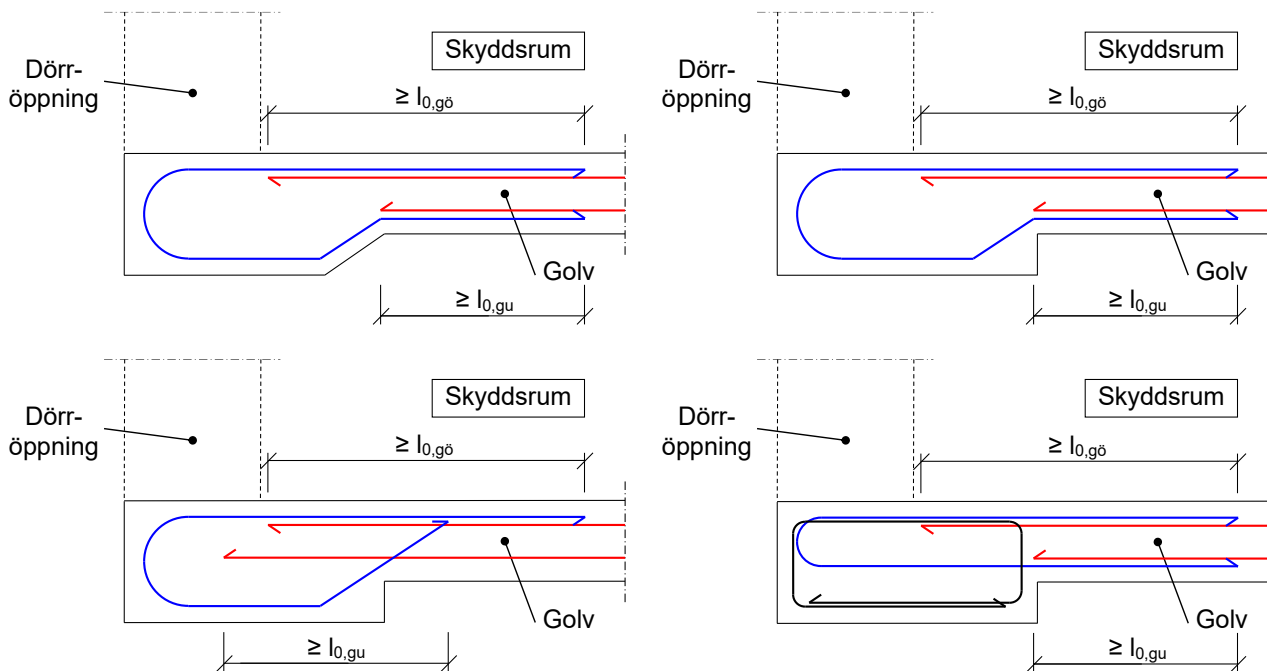 Skyddsrum
Dörr-
öppning
≥ l0,gö
Golv
≥ l0,gu
Skyddsrum
Dörr-
öppning
≥ l0,gö
Golv
≥ l0,gu
Skyddsrum
Dörr-
öppning
≥ l0,gö
Golv
≥ l0,gu
Skyddsrum
Dörr-
öppning
≥ l0,gö
Golv
≥ l0,gu